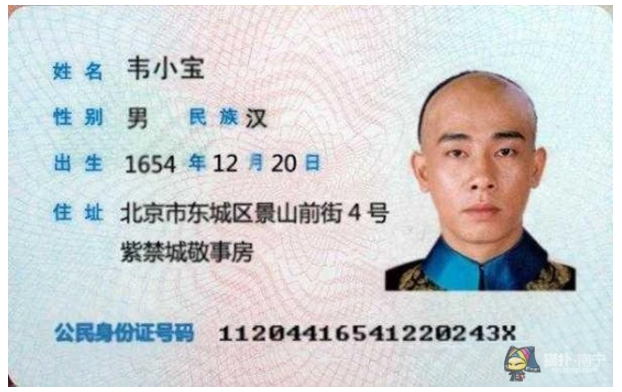 姓名 韦小宝
性别 男 民族 汉
出生 1654 年 12 月 20 日
住址 北京市东城区景山前街 4 号
紫禁城敬事房
公民身份证号码 11204416541220243X